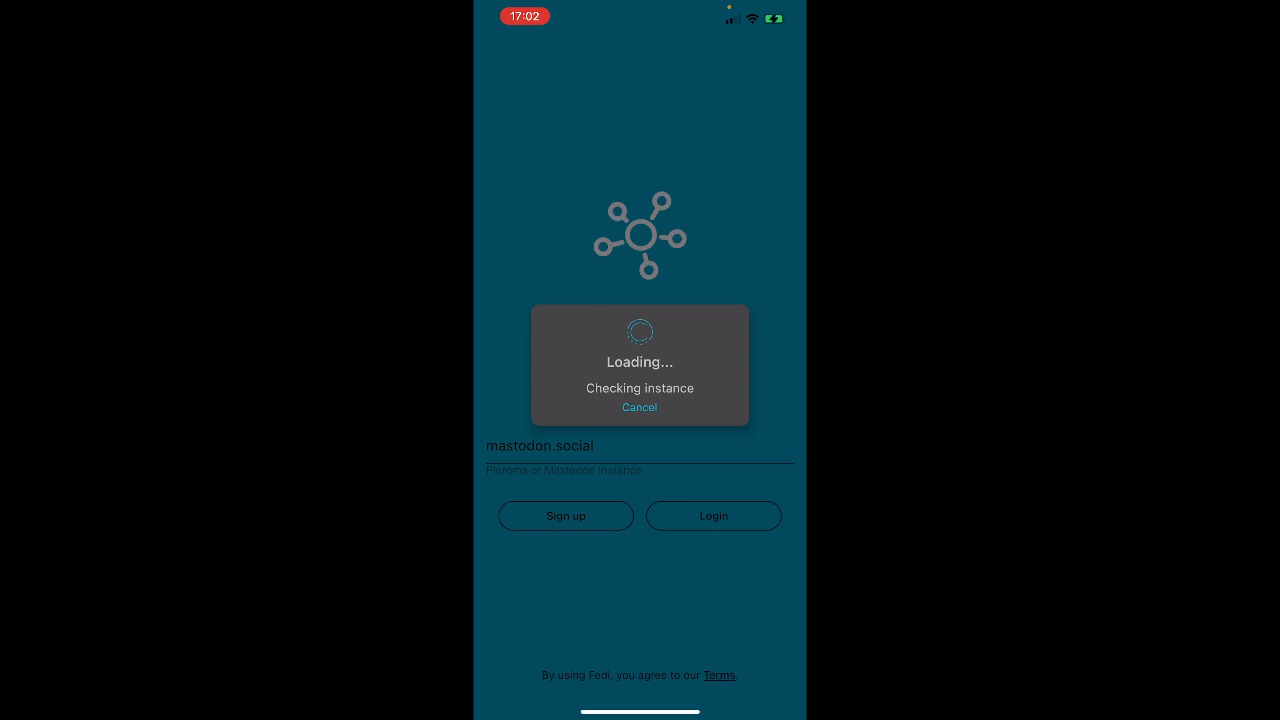 17:02
Loading...
Checking instance
Cancel
mastodon.social
Pleroma or Mastodon Instance
Sign up
Login
By using Fedi, you agree to our Terms.